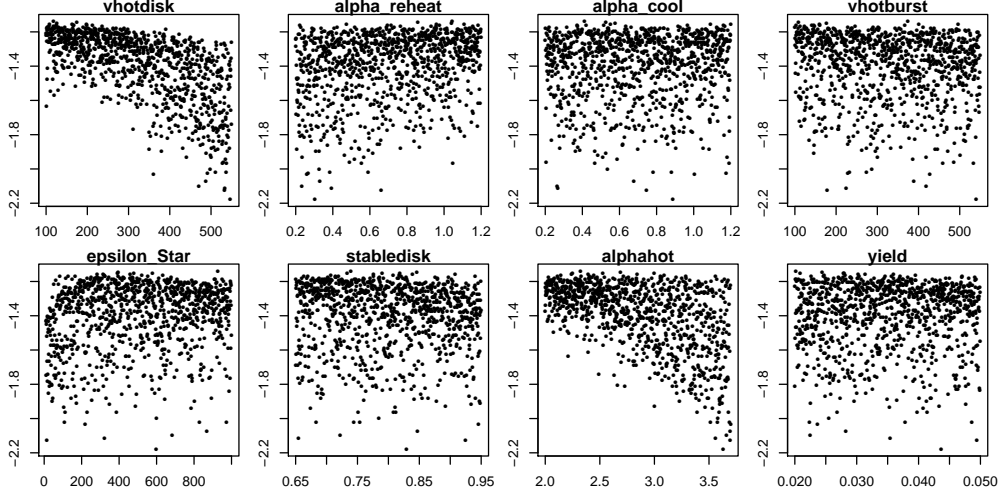 vhotdisk alpha_reheat alpha_cool vhotburst
−1.4 −1.4 −1.4 −1.4
−1.8 −1.8 −1.8 −1.8
−2.2 −2.2 −2.2 −2.2
100 200 300 400 500 0.2 0.4 0.6 0.8 1.0 1.2 0.2 0.4 0.6 0.8 1.0 1.2 100 200 300 400 500
epsilon_Star stabledisk alphahot yield
−1.4 −1.4 −1.4 −1.4
−1.8 −1.8 −1.8 −1.8
−2.2 −2.2 −2.2 −2.2
0 200 400 600 800 0.65 0.75 0.85 0.95 2.0 2.5 3.0 3.5 0.020 0.030 0.040 0.050